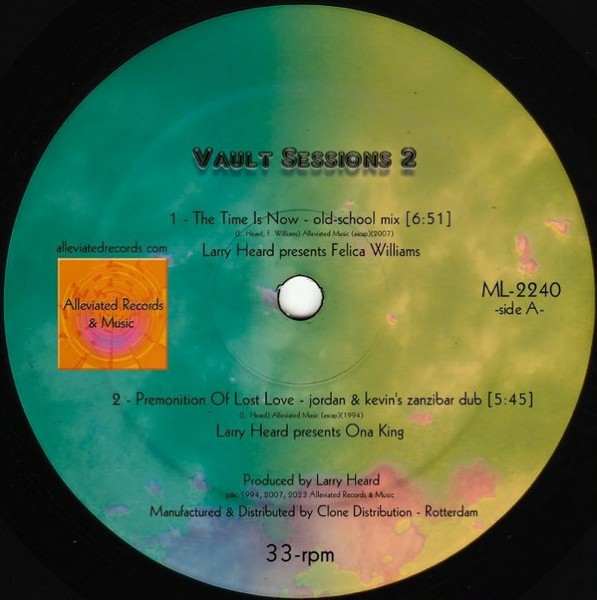 Vault Sessions 2
1 - The Time Is Now - old-school mix [6:51]
(L. Heard, F. Williams) Alleviated Music (ascap)(2007)
Larry Heard presents Felica Williams
alleviatedrecords.com
Alleviated Records
& Music
ML-2240
-side A-
2 - Premonition Of Lost Love - jordan & kevin's zanzibar dub [5:45]
(L. Heard) Alleviated Music (ascap)(1994)
Larry Heard presents Ona King
Produced by Larry Heard
p&c 1994, 2007, 2023 Alleviated Records & Music
Manufactured & Distributed by Clone Distribution - Rotterdam
33-rpm